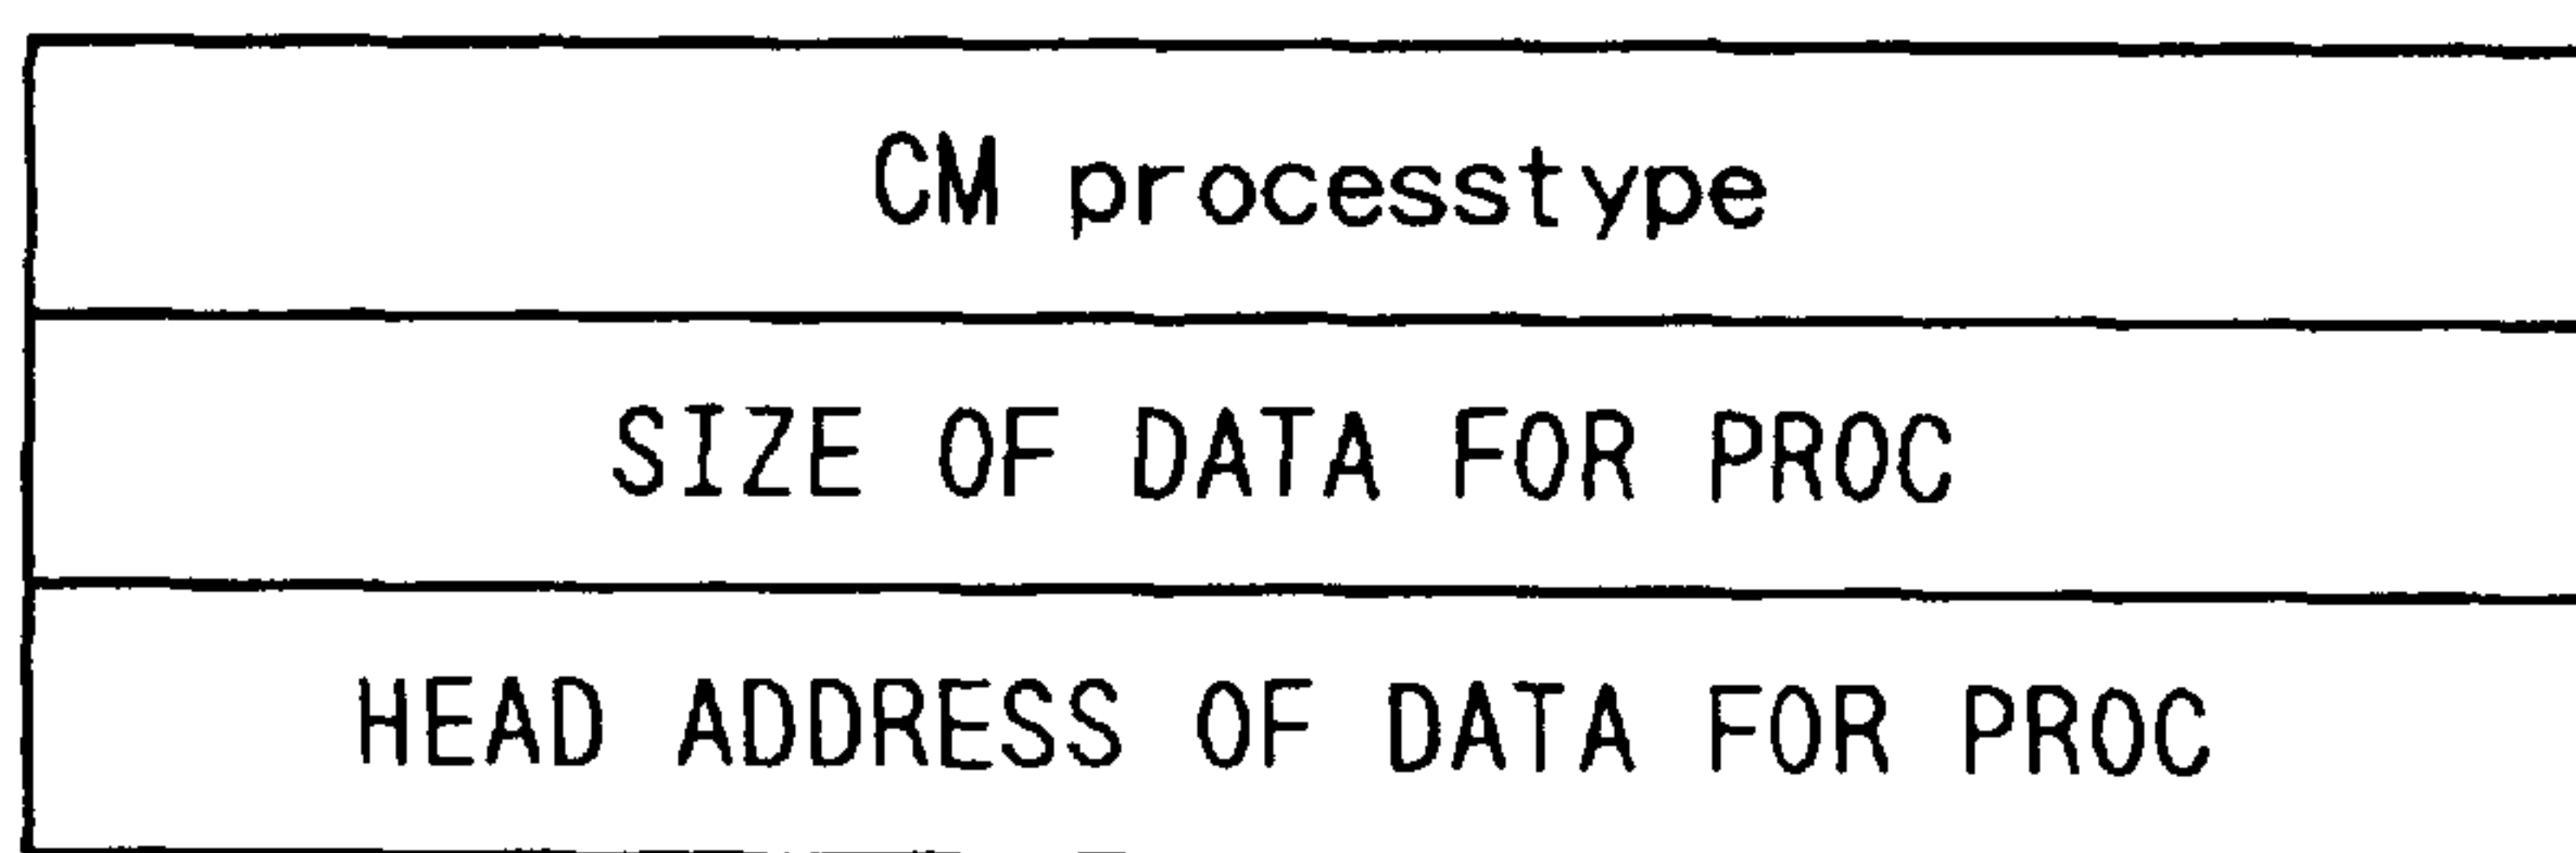 CM processtype
SIZE OF DATA FOR PROC
HEAD ADDRESS OF DATA FOR PROC